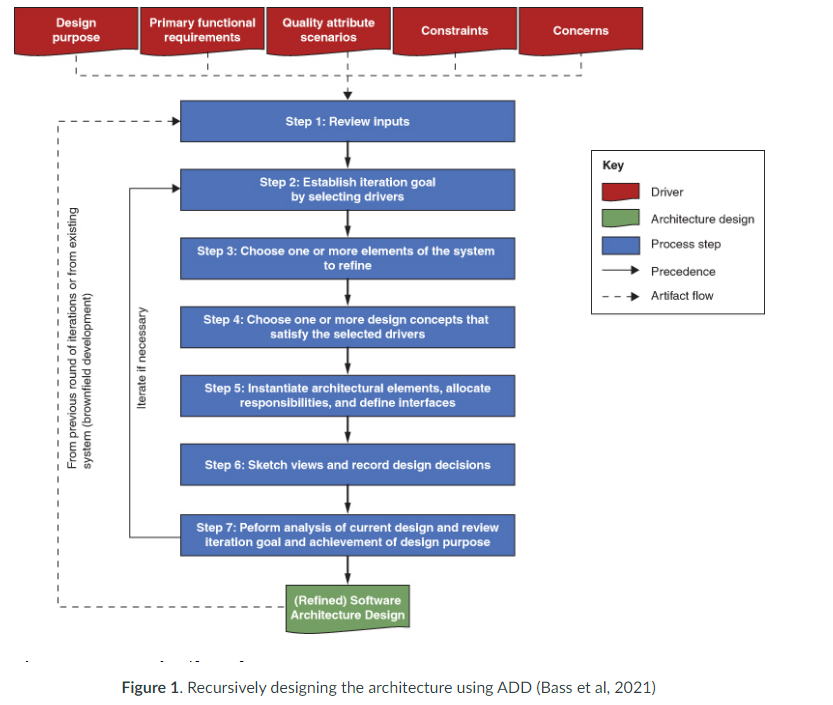 Design
purpose
Primary functional
requirements
Quality attribute
scenarios
Constraints
Concerns
Step 1: Review inputs
Step 2: Establish iteration goal
by selecting drivers
Step 3: Choose one or more elements of the system
to refine
Step 4: Choose one or more design concepts that
satisfy the selected drivers
Step 5: Instantiate architectural elements, allocate
responsibilities, and define interfaces
Step 6: Sketch views and record design decisions
Step 7: Peform analysis of current design and review
iteration goal and achievement of design purpose
(Refined) Software
Architecture Design
From previous round of iterations or from existing
system (brownfield development)
Iterate if necessary
Key
Driver
Architecture design
Process step
Precedence
Artifact flow
Figure 1. Recursively designing the architecture using ADD (Bass et al, 2021)